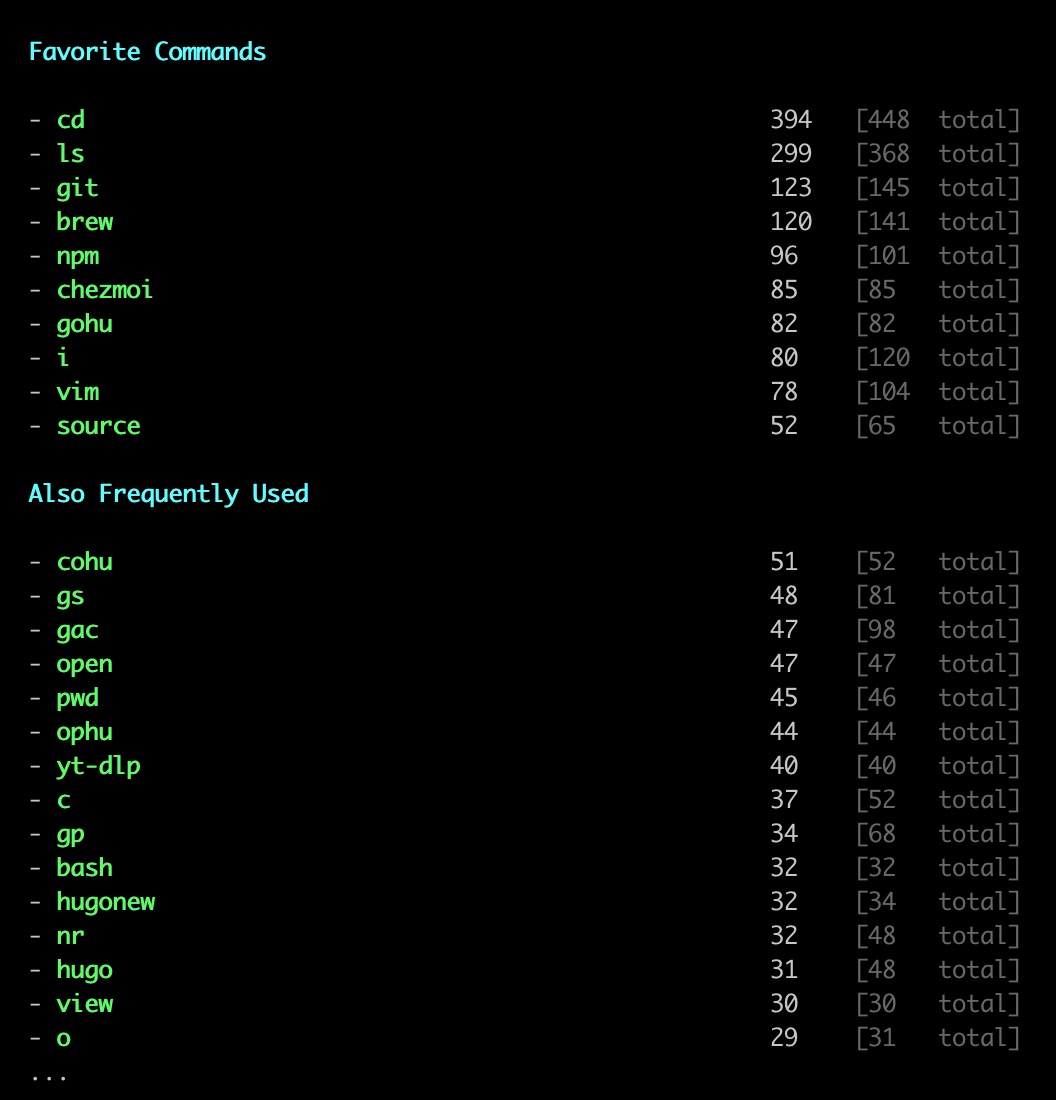 Favorite Commands
- cd 394 [448 total]
- ls 299 [368 total]
- git 123 [145 total]
- brew 120 [141 total]
- npm 96 [101 total]
- chezmoi 85 [85 total]
- gohu 82 [82 total]
- i 80 [120 total]
- vim 78 [104 total]
- source 52 [65 total]
Also Frequently Used
- cohu 51 [52 total]
- gs 48 [81 total]
- gac 47 [98 total]
- open 47 [47 total]
- pwd 45 [46 total]
- ophu 44 [44 total]
- yt-dlp 40 [40 total]
- c 37 [52 total]
- gp 34 [68 total]
- bash 32 [32 total]
- hugonew 32 [34 total]
- nr 32 [48 total]
- hugo 31 [48 total]
- view 30 [30 total]
- o 29 [31 total]
...